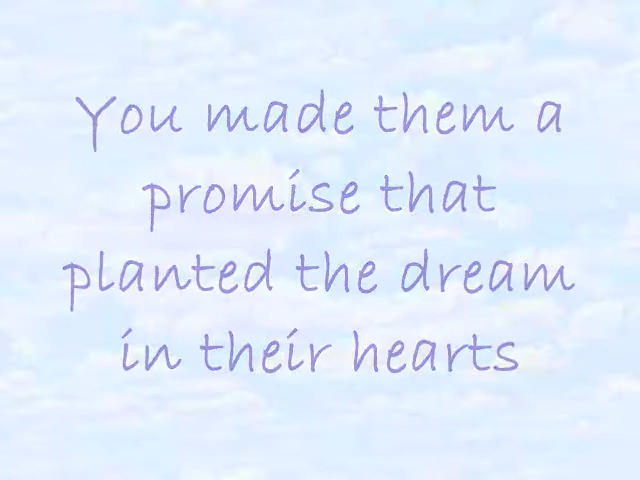 You made them a
promise that
planted the dream
in their hearts